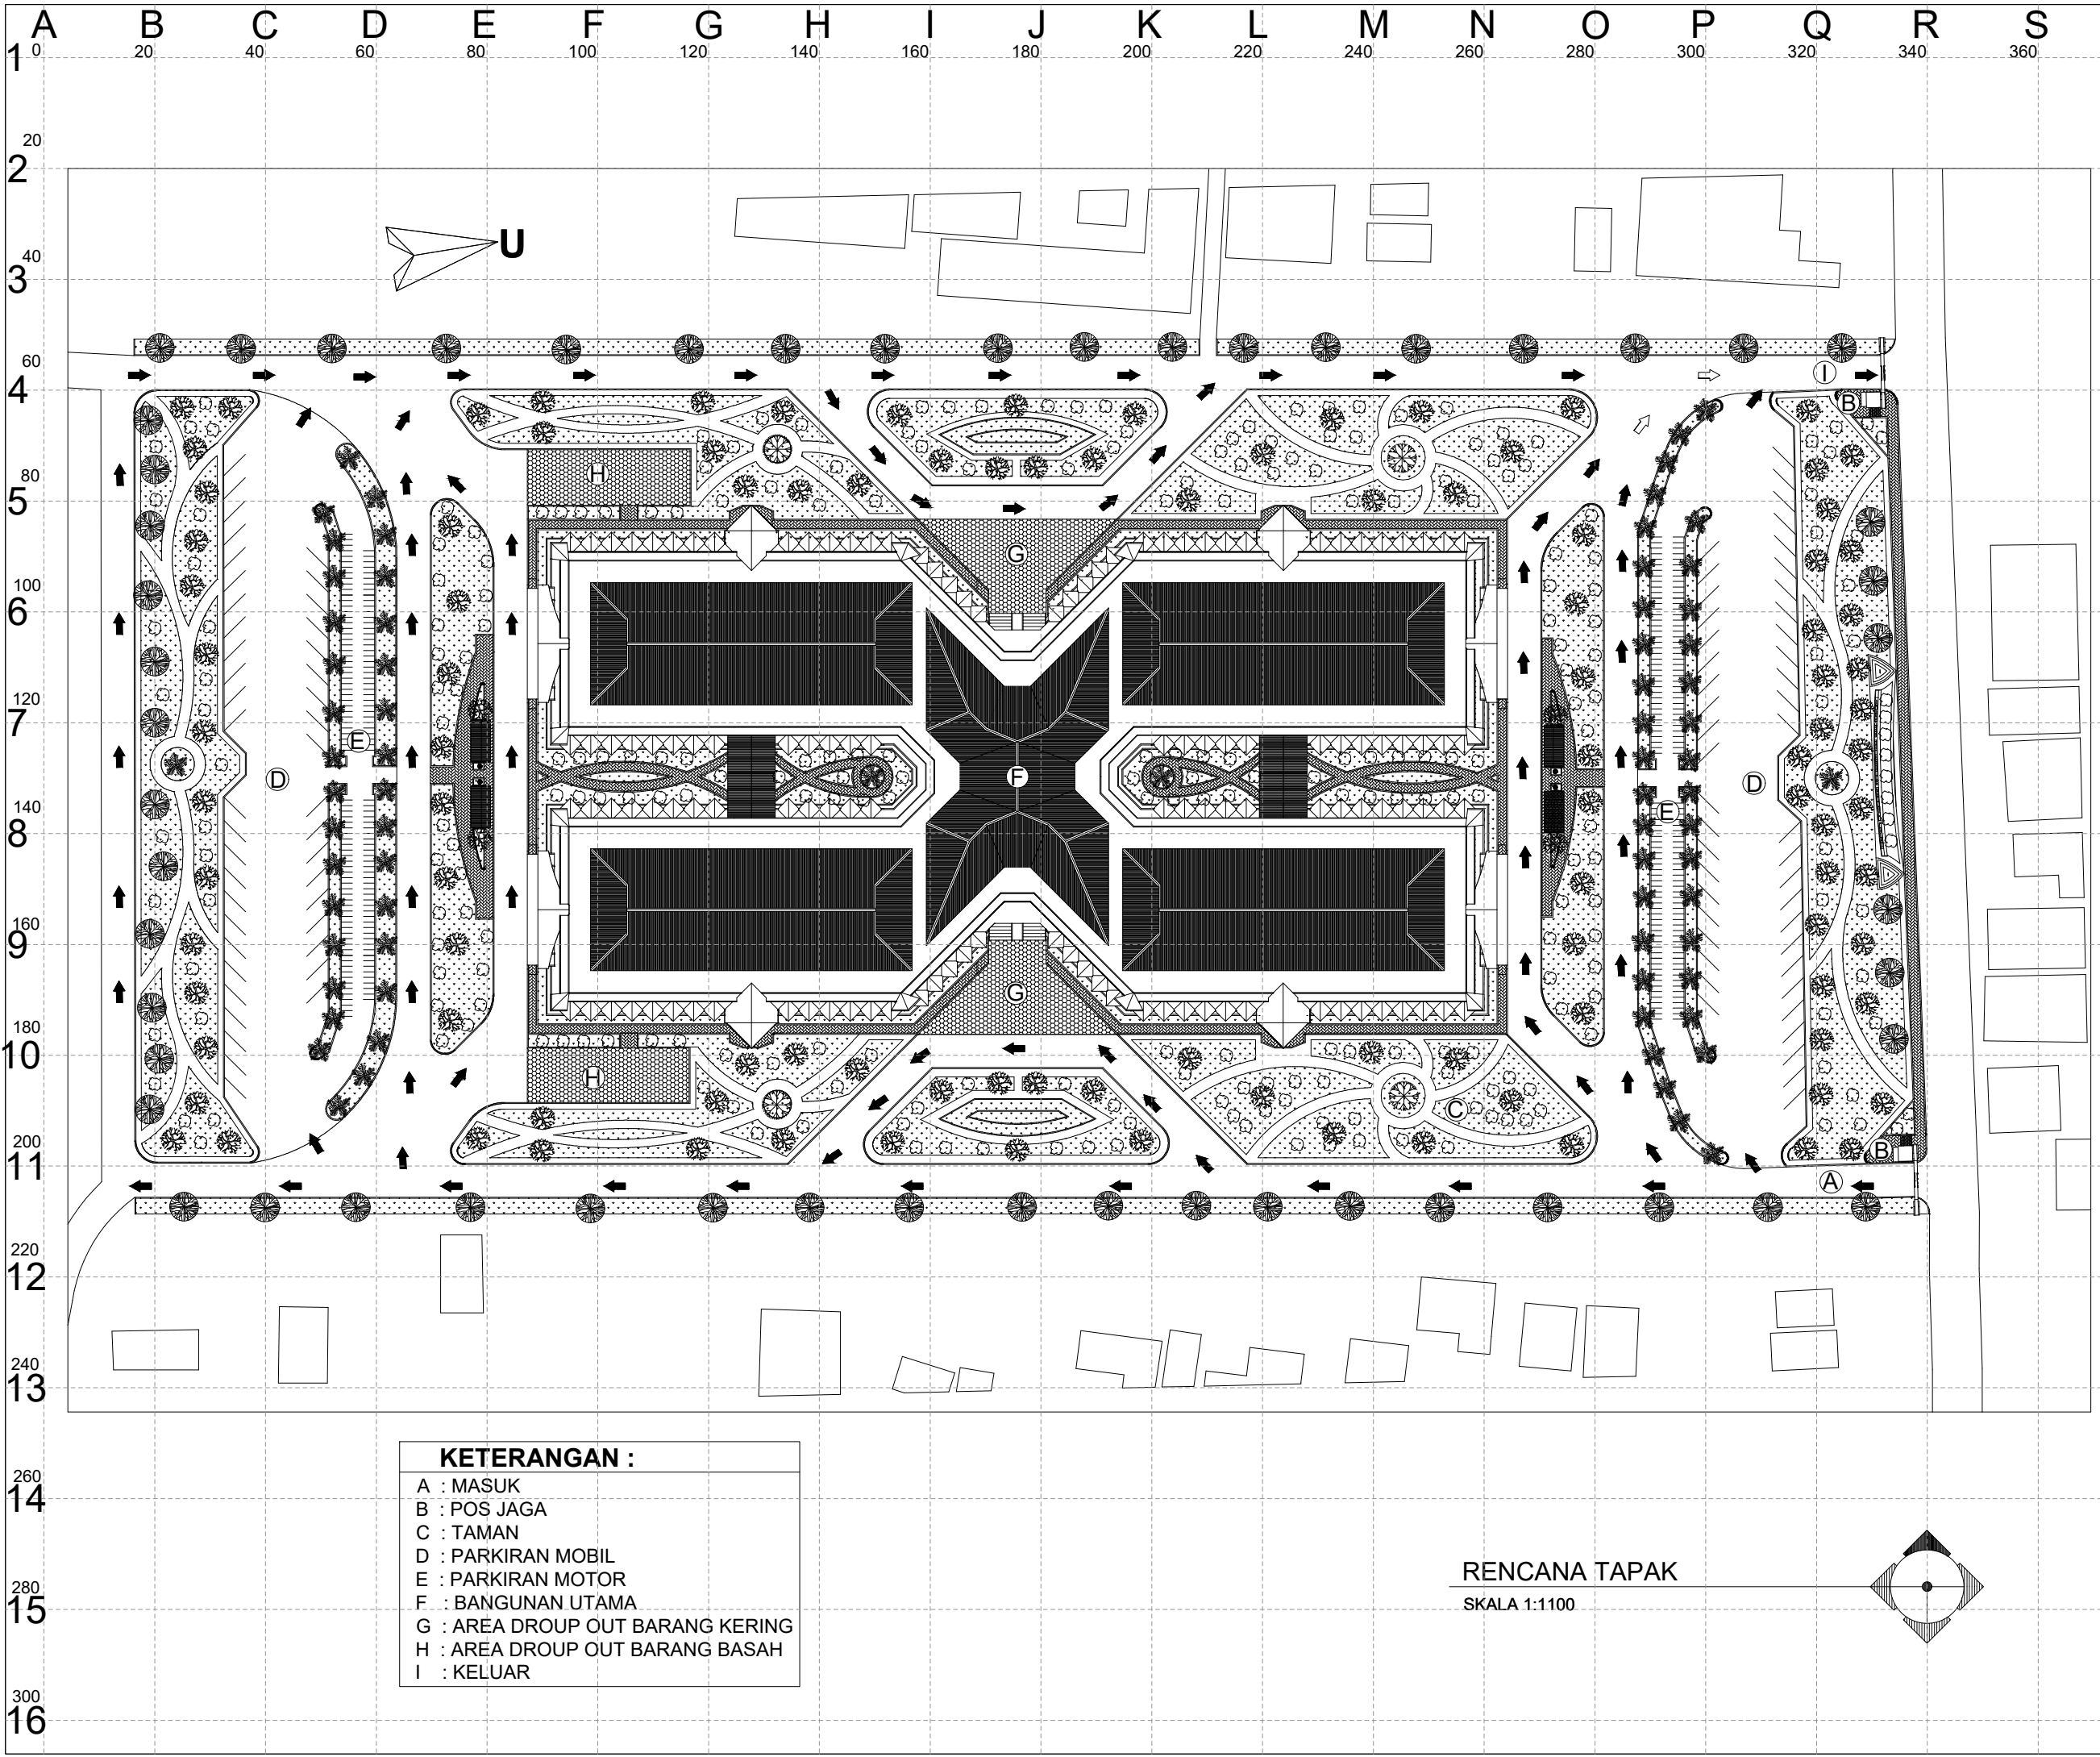 A B C D E F G H I J K L M N O P Q R S
0 20 40 60 80 100 120 140 160 180 200 220 240 260 280 300 320 340 360
1
20
2
U
40
3
60
4
I
B
80
H
5
G
100
6
120
7
E
D
F
D
E
140
8
160
9
G
180
10
H
C
200
B
11
A
220
12
240
13
KETERANGAN :
A : MASUK
B : POS JAGA
C : TAMAN
D : PARKIRAN MOBIL
E : PARKIRAN MOTOR
F : BANGUNAN UTAMA
G : AREA DROUP OUT BARANG KERING
H : AREA DROUP OUT BARANG BASAH
I : KELUAR
260
14
RENCANA TAPAK
SKALA 1:1100
280
15
300
16